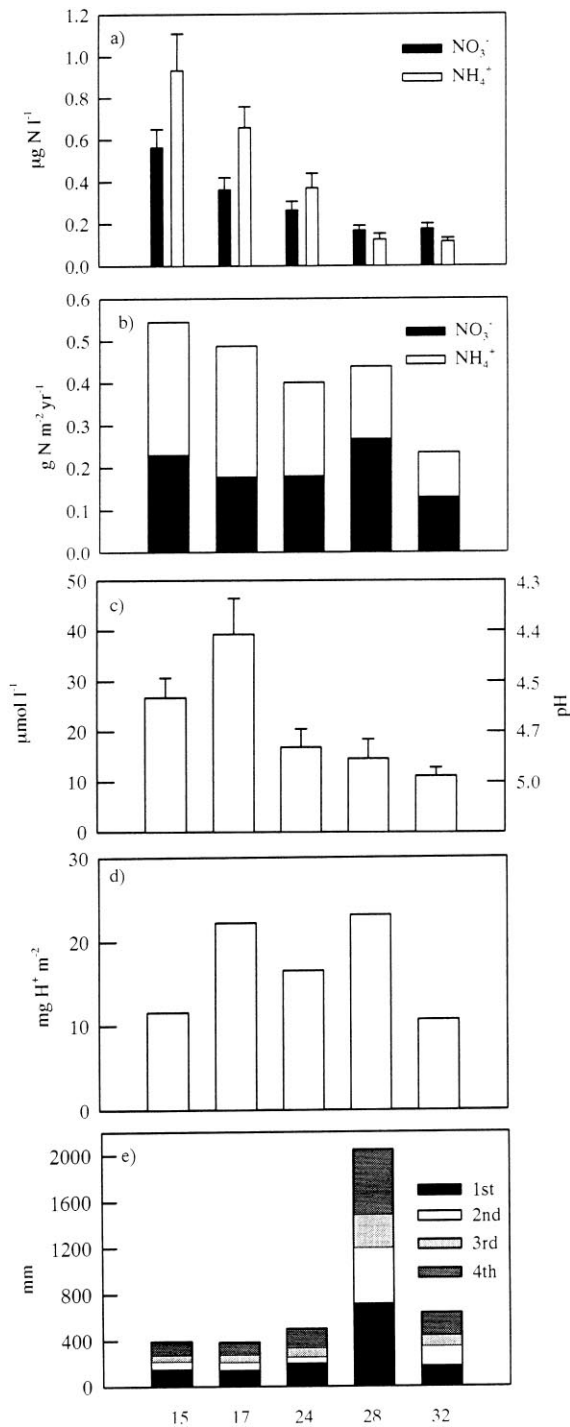 a)
1.2
1.0
0.8
0.6
0.4
0.2
0.0
µg N l⁻¹
NO₃⁻
NH₄⁺
b)
0.6
0.5
0.4
0.3
0.2
0.1
0.0
g N m⁻² yr⁻¹
NO₃⁻
NH₄⁺
c)
50
40
30
20
10
0
µmol l⁻¹
4.3
4.4
4.5
4.7
5.0
pH
d)
30
20
10
0
mg H⁺ m⁻²
e)
2000
1600
1200
800
400
0
mm
1st
2nd
3rd
4th
15 17 24 28 32